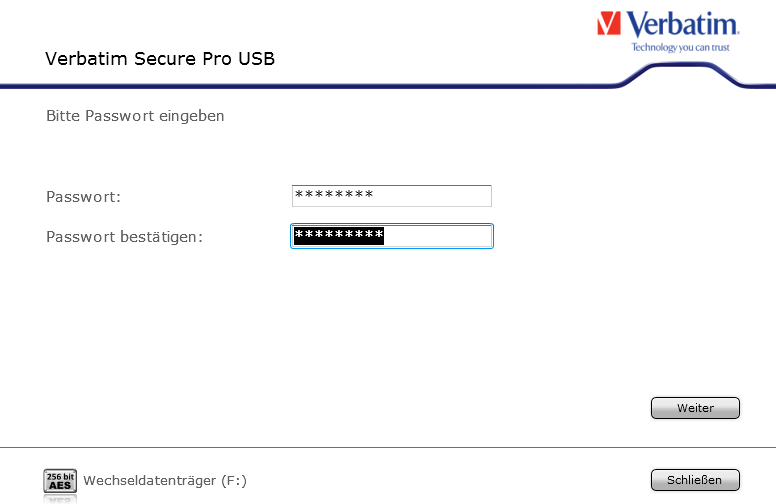 Verbatim.
Technology you can trust
Verbatim Secure Pro USB
Bitte Passwort eingeben
Passwort: ********
Passwort bestätigen: *********
Weiter
256 bit
AES
Wechseldatenträger (F:)
Schließen